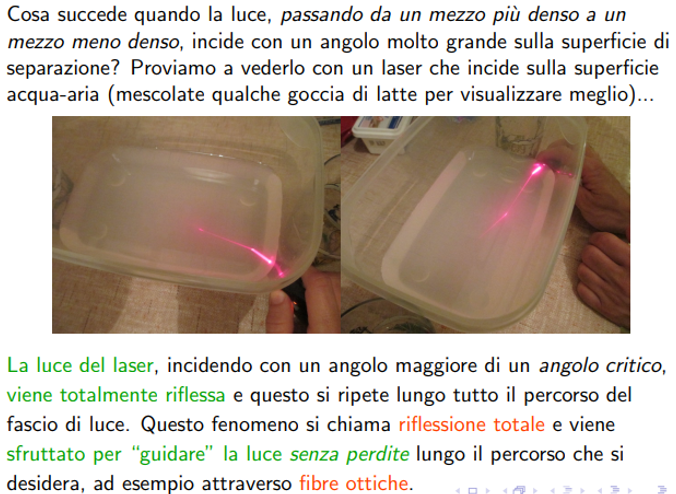 Cosa succede quando la luce, passando da un mezzo più denso a un
mezzo meno denso, incide con un angolo molto grande sulla superficie di
separazione? Proviamo a vederlo con un laser che incide sulla superficie
acqua-aria (mescolate qualche goccia di latte per visualizzare meglio)...
La luce del laser, incidendo con un angolo maggiore di un angolo critico,
viene totalmente riflessa e questo si ripete lungo tutto il percorso del
fascio di luce. Questo fenomeno si chiama riflessione totale e viene
sfruttato per “guidare” la luce senza perdite lungo il percorso che si
desidera, ad esempio attraverso fibre ottiche.